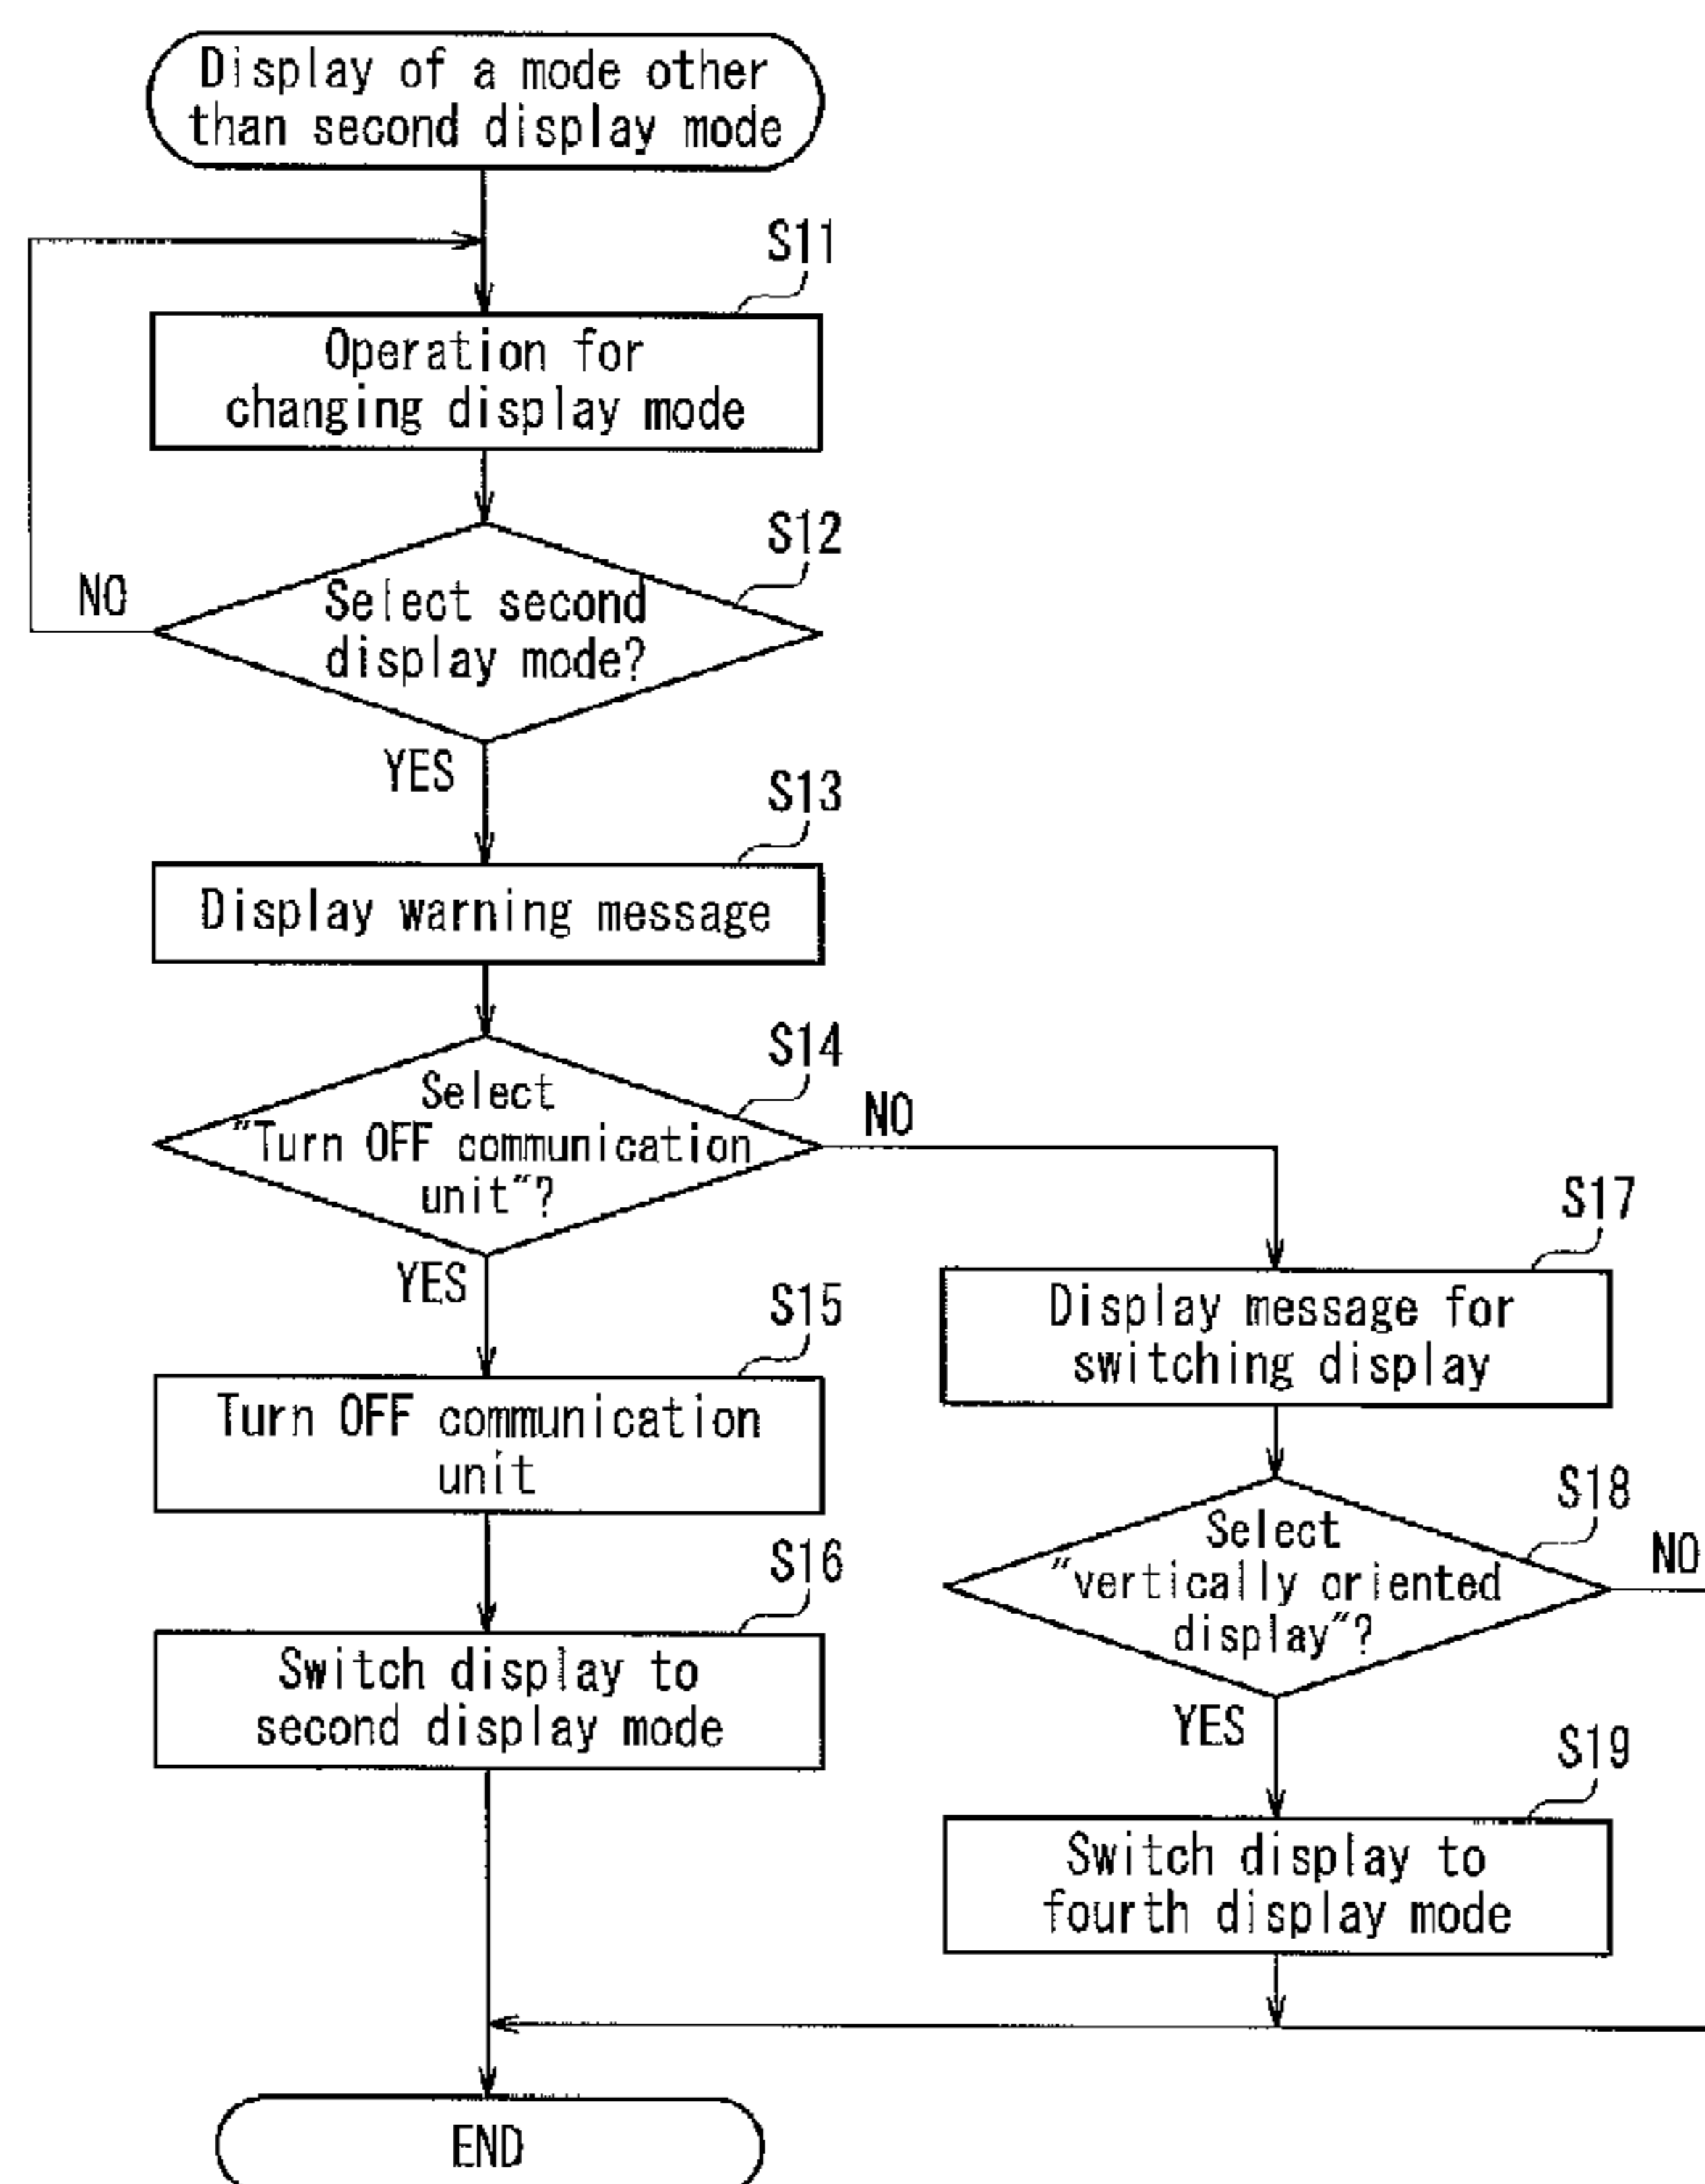 Display of a mode other
than second display mode
S11
Operation for
changing display mode
S12
NO
Select second
display mode?
YES
S13
Display warning message
S14
Select
"Turn OFF communication
unit"?
NO
YES
S15
Turn OFF communication
unit
S16
Switch display to
second display mode
S17
Display message for
switching display
S18
Select
"vertically oriented
display"?
NO
YES
S19
Switch display to
fourth display mode
END